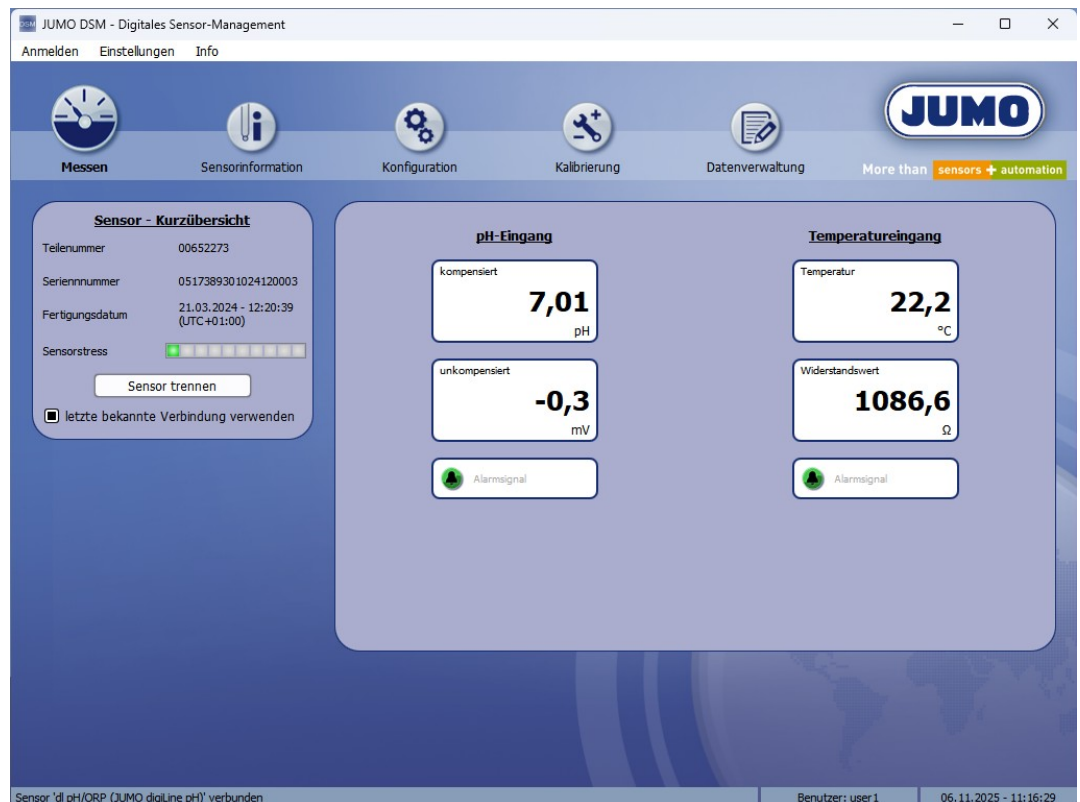 JUMO DSM - Digitales Sensor-Management
Anmelden Einstellungen Info
JUMO
Messen Sensorinformation Konfiguration Kalibrierung Datenverwaltung
More than sensors + automation
Sensor - Kurzübersicht
Teilenummer 00652273
Seriennnummer 0517389301024120003
Fertigungsdatum 21.03.2024 - 12:20:39
(UTC+01:00)
Sensorstress
Sensor trennen
letzte bekannte Verbindung verwenden
pH-Eingang
kompensiert
7,01
pH
unkompensiert
-0,3
mV
Alarmsignal
Temperatureingang
Temperatur
22,2
°C
Widerstandswert
1086,6
Ω
Alarmsignal
Sensor 'dl pH/ORP (JUMO digiLine pH)' verbunden Benutzer: user1 06.11.2025 - 11:16:29